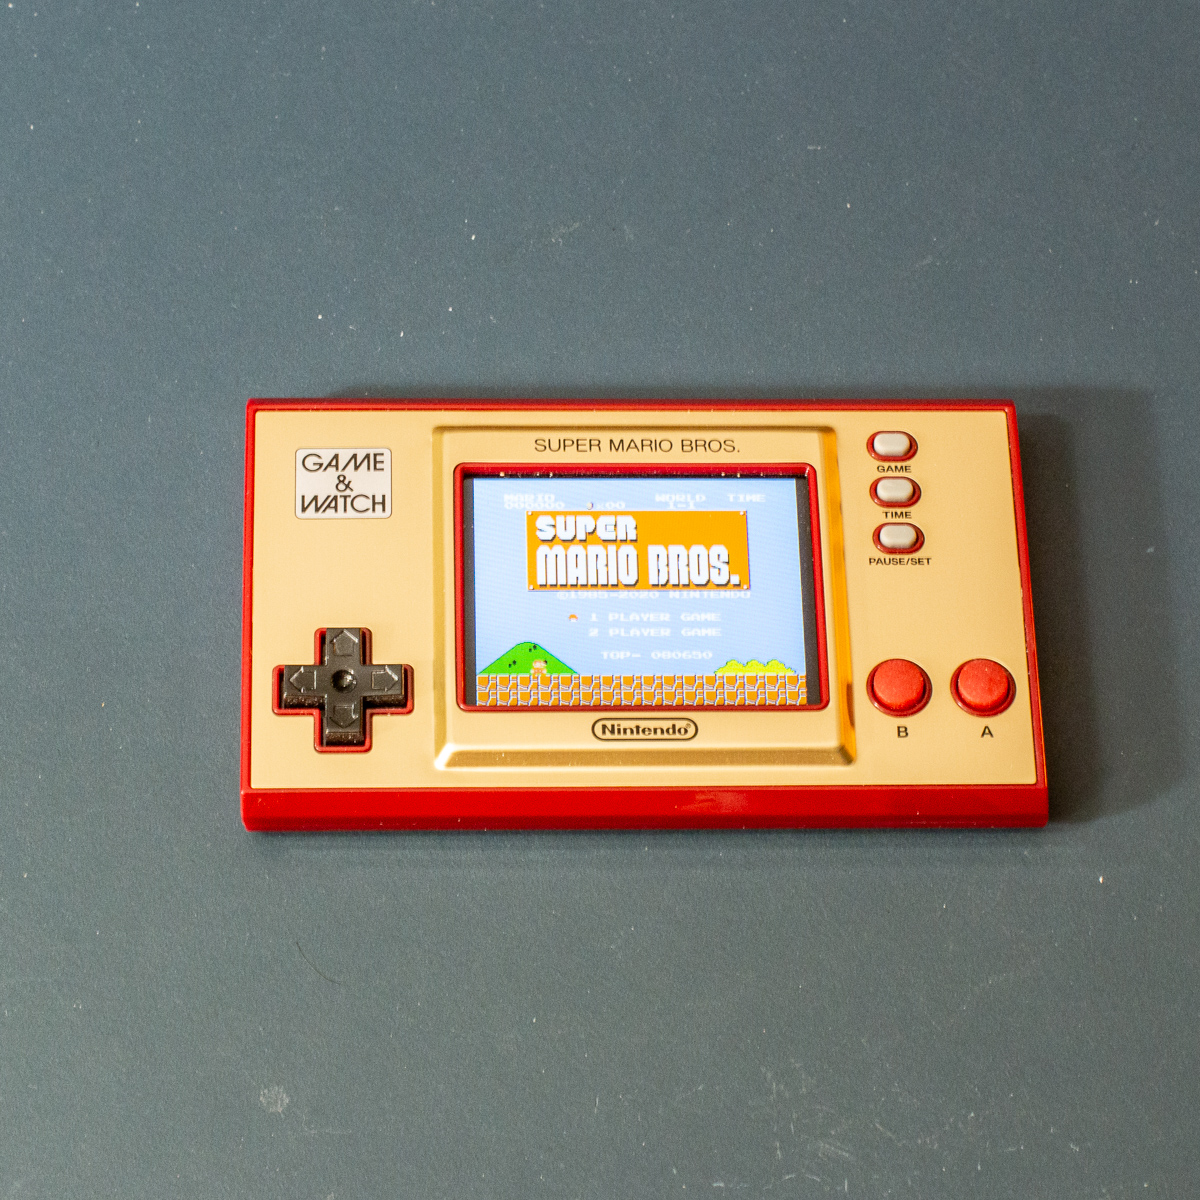 SUPER MARIO BROS.
GAME
&
WATCH
GAME
TIME
PAUSE/SET
MARIO WORLD TIME
000000 1-1
SUPER
MARIO BROS.
©1985-2020 NINTENDO
1 PLAYER GAME
2 PLAYER GAME
TOP- 080650
Nintendo®
B A